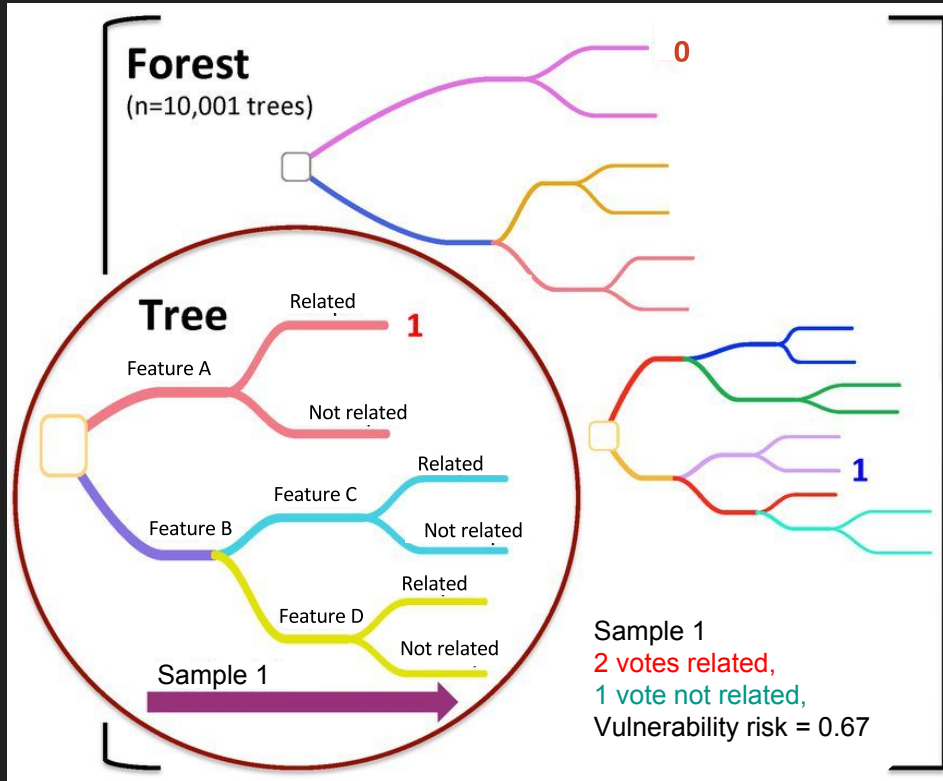 Forest
(n=10,001 trees)
0
Tree
Related
1
Feature A
Not related
Related
Feature C
Feature B
Not related
Related
Feature D
Not related
Sample 1
1
Sample 1
2 votes related,
1 vote not related,
Vulnerability risk = 0.67